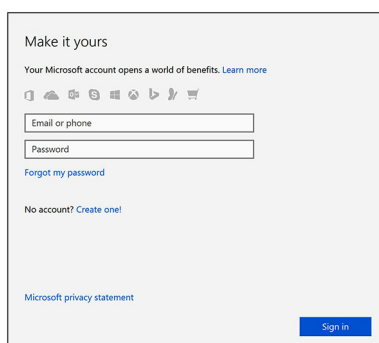 Make it yours
Your Microsoft account opens a world of benefits. Learn more
Email or phone
Password
Forgot my password
No account? Create one!
Microsoft privacy statement
Sign in